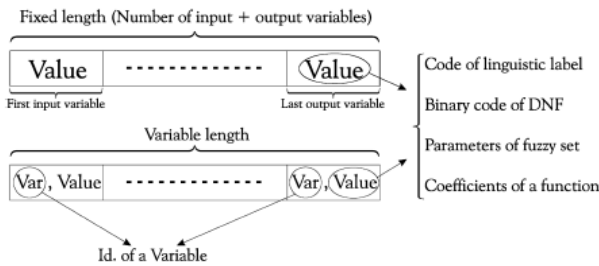 Fixed length (Number of input + output variables)
Value
Value
First input variable
Last output variable
Variable length
Var, Value
Var, Value
Id. of a Variable
Code of linguistic label
Binary code of DNF
Parameters of fuzzy set
Coefficients of a function